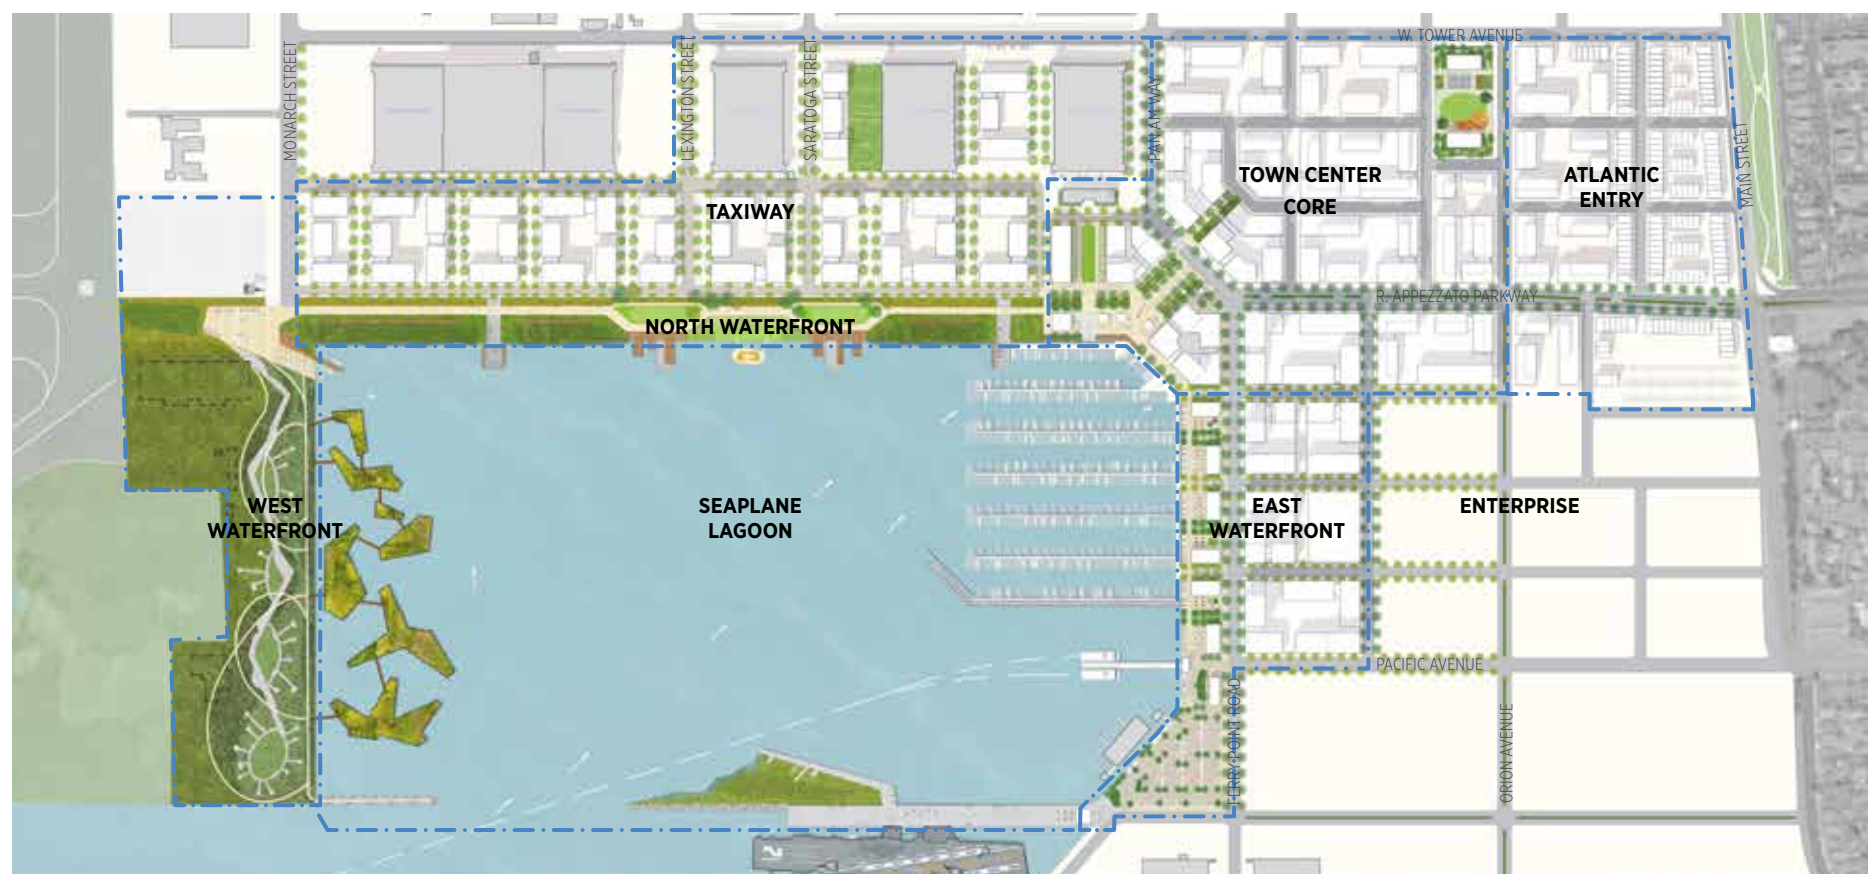 W. TOWER AVENUE
MONARCH STREET
LEXINGTON STREET
SARATOGA STREET
PAN AM WAY
MAIN STREET
TOWN CENTER
CORE
ATLANTIC
ENTRY
TAXIWAY
R. APPEZZATO PARKWAY
NORTH WATERFRONT
WEST
WATERFRONT
SEAPLANE
LAGOON
EAST
WATERFRONT
ENTERPRISE
PACIFIC AVENUE
FERRY POINT ROAD
ORION AVENUE